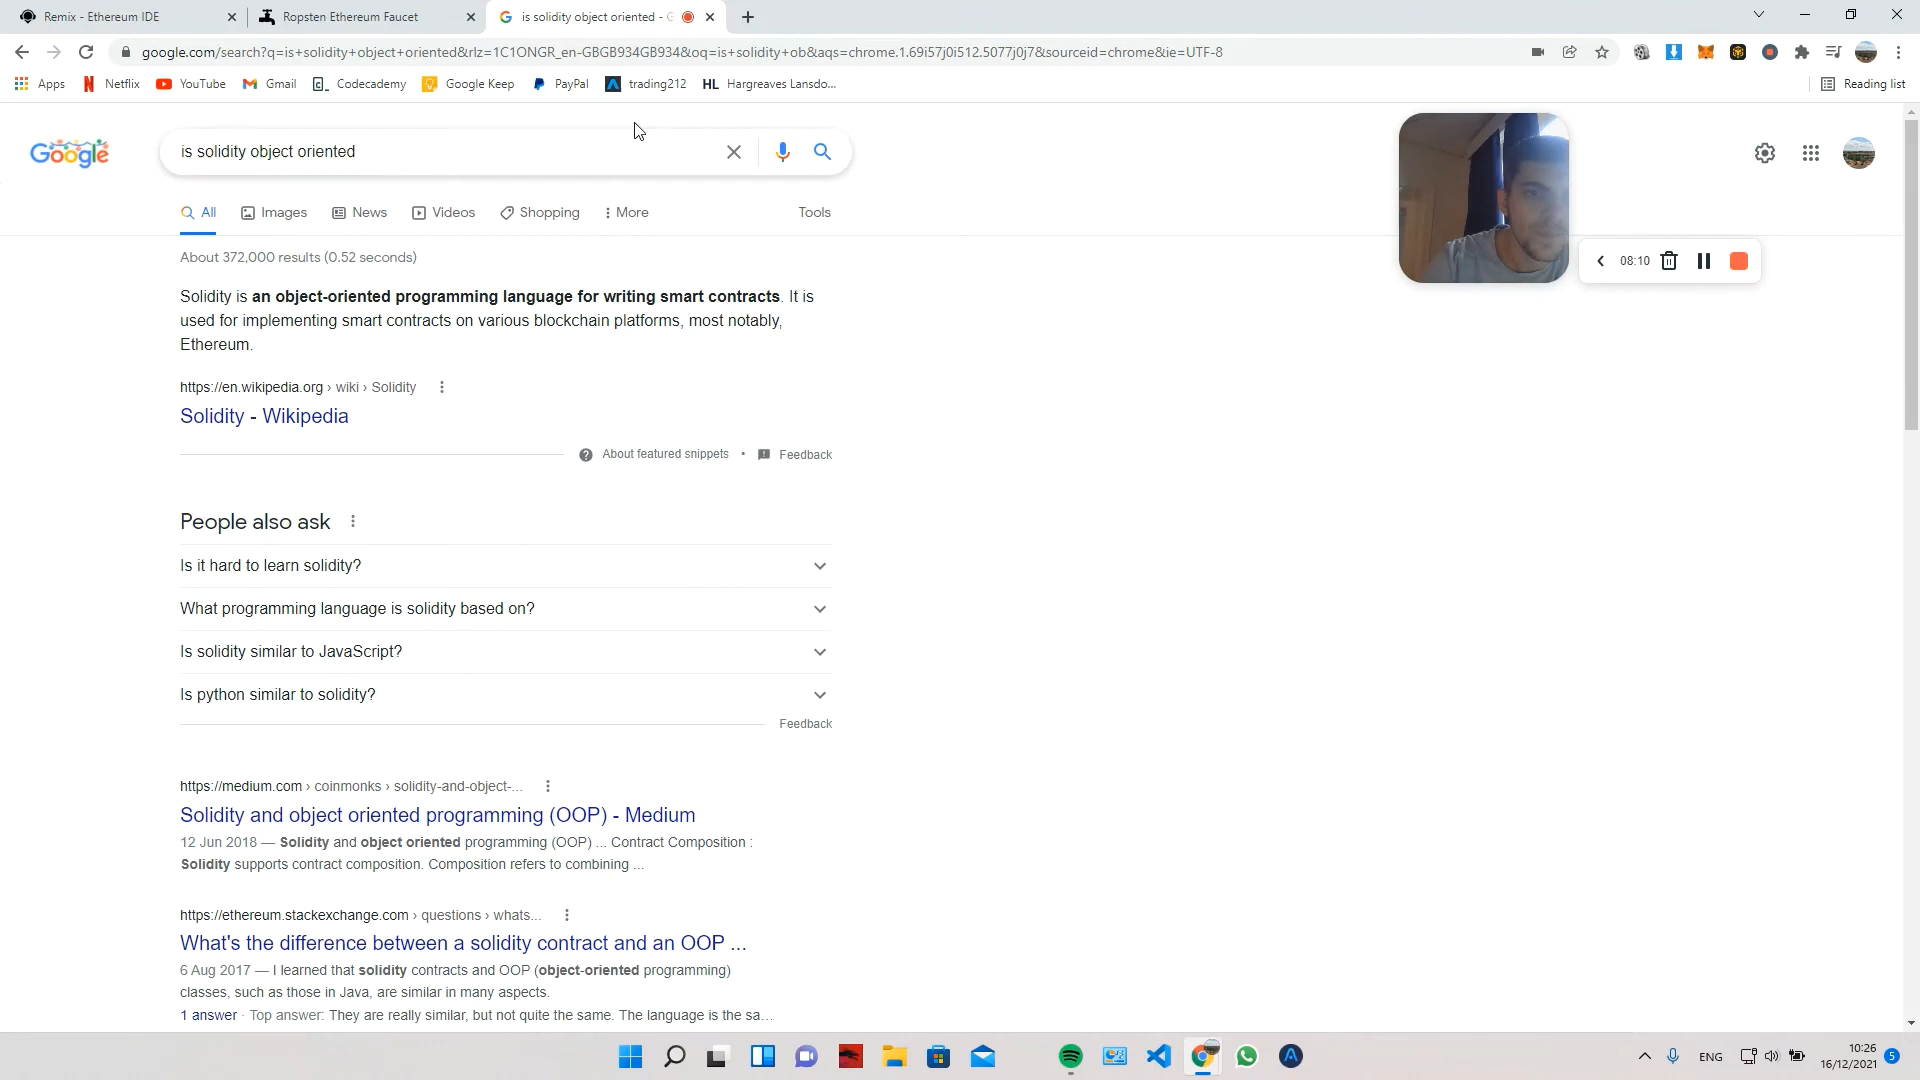 Remix - Ethereum IDE
Ropsten Ethereum Faucet
is solidity object oriented - G
google.com/search?q=is+solidity+object+oriented&rlz=1C1ONGR_en-GBGB934GB934&oq=is+solidity+ob&aqs=chrome.1.69i57j0i512.5077j0j7&sourceid=chrome&ie=UTF-8
Apps
Netflix
YouTube
Gmail
Codecademy
Google Keep
PayPal
trading212
HL Hargreaves Lansdo...
Reading list
Google
is solidity object oriented
All
Images
News
Videos
Shopping
More
Tools
08:10
About 372,000 results (0.52 seconds)
Solidity is an object-oriented programming language for writing smart contracts. It is
used for implementing smart contracts on various blockchain platforms, most notably,
Ethereum.
https://en.wikipedia.org › wiki › Solidity
Solidity - Wikipedia
About featured snippets • Feedback
People also ask
Is it hard to learn solidity?
What programming language is solidity based on?
Is solidity similar to JavaScript?
Is python similar to solidity?
Feedback
https://medium.com › coinmonks › solidity-and-object-...
Solidity and object oriented programming (OOP) - Medium
12 Jun 2018 — Solidity and object oriented programming (OOP) ... Contract Composition :
Solidity supports contract composition. Composition refers to combining ...
https://ethereum.stackexchange.com › questions › whats...
What's the difference between a solidity contract and an OOP ...
6 Aug 2017 — I learned that solidity contracts and OOP (object-oriented programming)
classes, such as those in Java, are similar in many aspects.
1 answer · Top answer: They are really similar, but not quite the same. The language is the sa...
ENG
10:26
16/12/2021
5